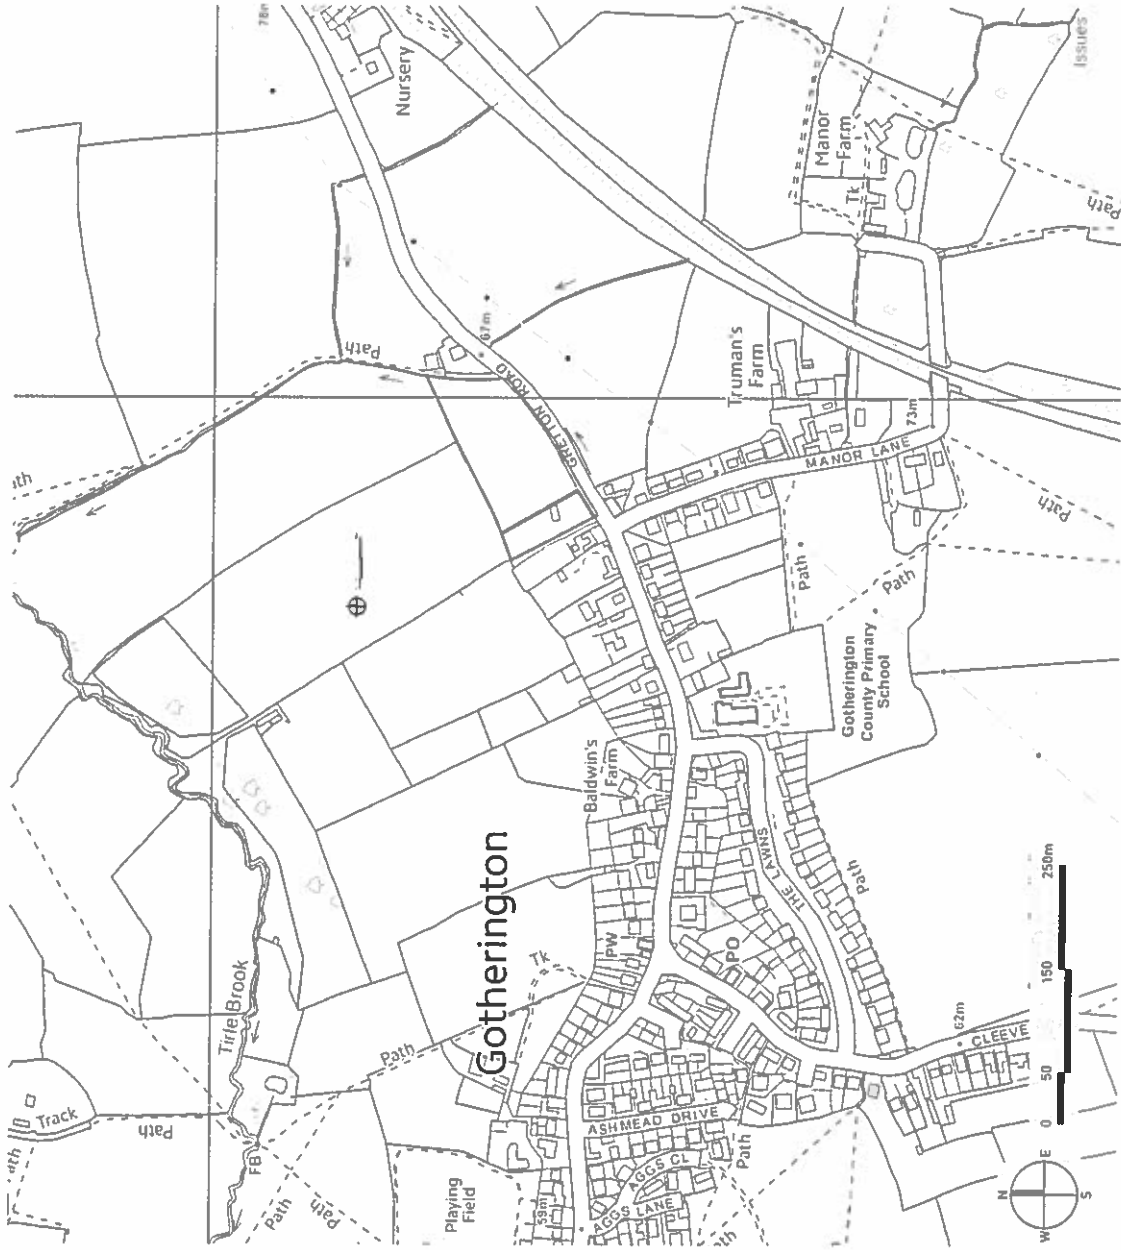 78m
Nursery
Issues
Manor
Farm
Tk
Path
Path
67m
GRETTON ROAD
Truman's
Farm
73m
MANOR LANE
Path
Path
Path
Gotherington
County Primary
School
Baldwin's
Farm
Gotherington
PW
Tk
PO
THE LAWNS
Path
Tirle Brook
Path
Track
Path
FB
Path
Path
Playing
Field
59m
ASHMEAD DRIVE
AGGS CL
AGGS LANE
Path
62m
CLEEVE
0 50 150 250m
N
E
S
W